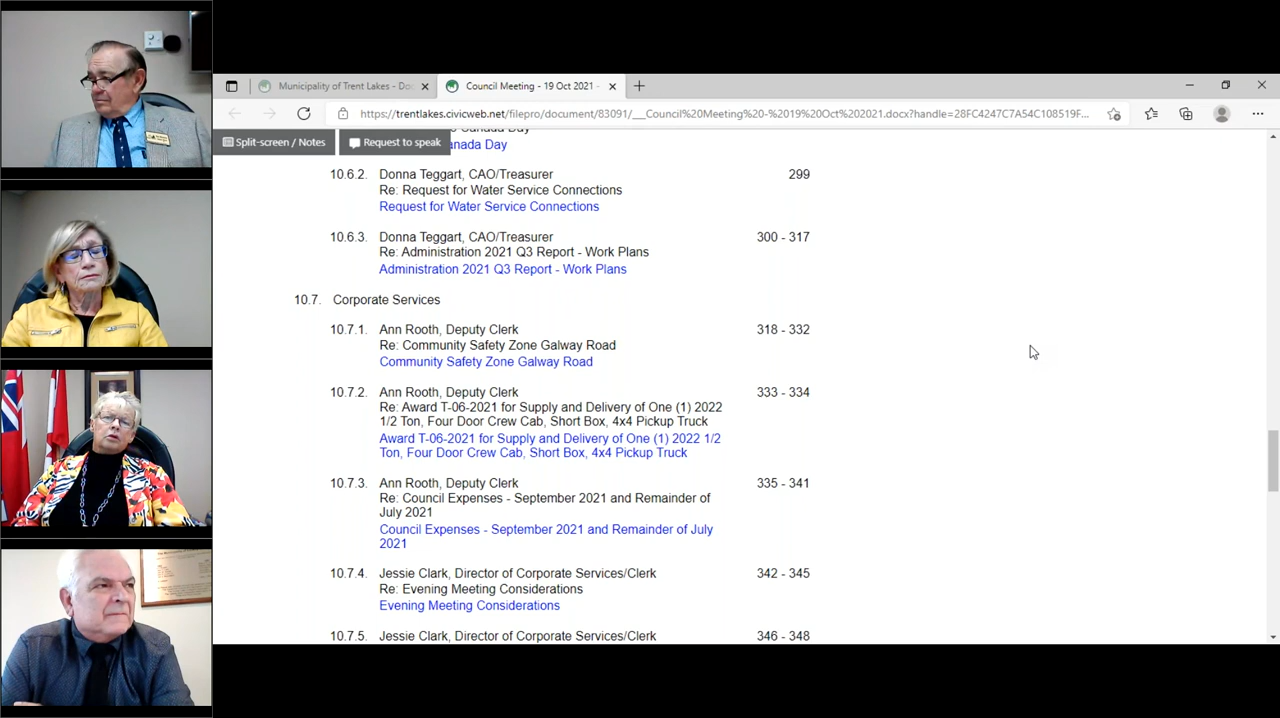 Municipality of Trent Lakes - Doc
Council Meeting - 19 Oct 2021 -
https://trentlakes.civicweb.net/filepro/document/83091/___Council%20Meeting%20-%2019%20Oct%202021.docx?handle=28FC4247C7A54C108519F...
Split-screen / Notes
Request to speak
Canada Day
anada Day
10.6.2. Donna Teggart, CAO/Treasurer 299
Re: Request for Water Service Connections
Request for Water Service Connections
10.6.3. Donna Teggart, CAO/Treasurer 300 - 317
Re: Administration 2021 Q3 Report - Work Plans
Administration 2021 Q3 Report - Work Plans
10.7. Corporate Services
10.7.1. Ann Rooth, Deputy Clerk 318 - 332
Re: Community Safety Zone Galway Road
Community Safety Zone Galway Road
10.7.2. Ann Rooth, Deputy Clerk 333 - 334
Re: Award T-06-2021 for Supply and Delivery of One (1) 2022
1/2 Ton, Four Door Crew Cab, Short Box, 4x4 Pickup Truck
Award T-06-2021 for Supply and Delivery of One (1) 2022 1/2
Ton, Four Door Crew Cab, Short Box, 4x4 Pickup Truck
10.7.3. Ann Rooth, Deputy Clerk 335 - 341
Re: Council Expenses - September 2021 and Remainder of
July 2021
Council Expenses - September 2021 and Remainder of July
2021
10.7.4. Jessie Clark, Director of Corporate Services/Clerk 342 - 345
Re: Evening Meeting Considerations
Evening Meeting Considerations
10.7.5. Jessie Clark, Director of Corporate Services/Clerk 346 - 348